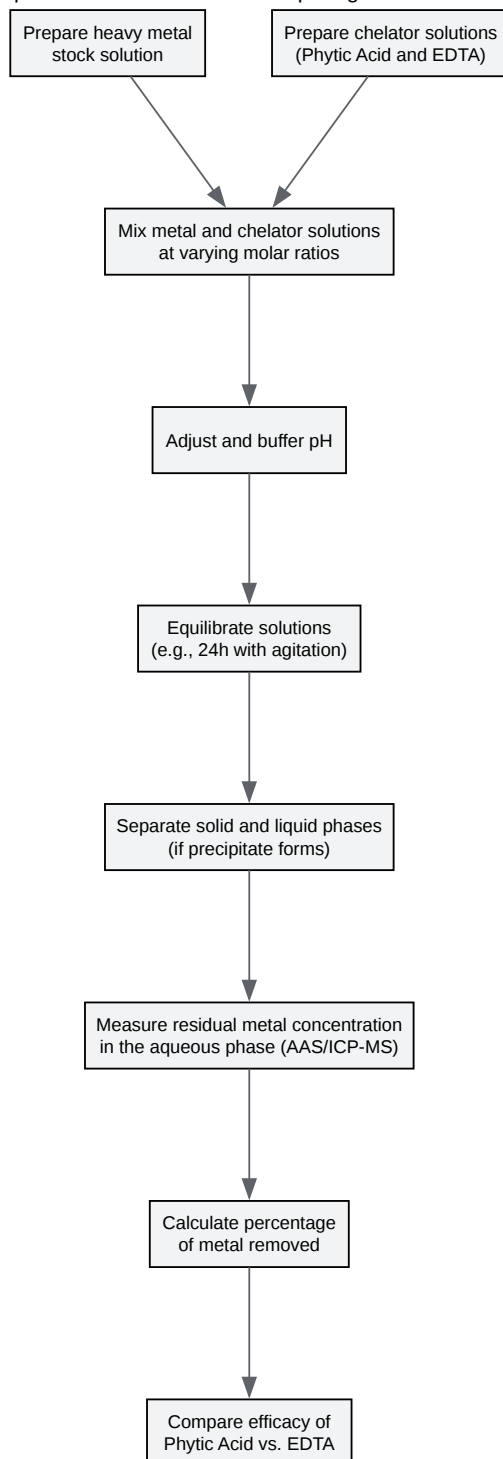 Prepare heavy metal
stock solution
Prepare chelator solutions
(Phytic Acid and EDTA)
Mix metal and chelator solutions
at varying molar ratios
Adjust and buffer pH
Equilibrate solutions
(e.g., 24h with agitation)
Separate solid and liquid phases
(if precipitate forms)
Measure residual metal concentration
in the aqueous phase (AAS/ICP-MS)
Calculate percentage
of metal removed
Compare efficacy of
Phytic Acid vs. EDTA